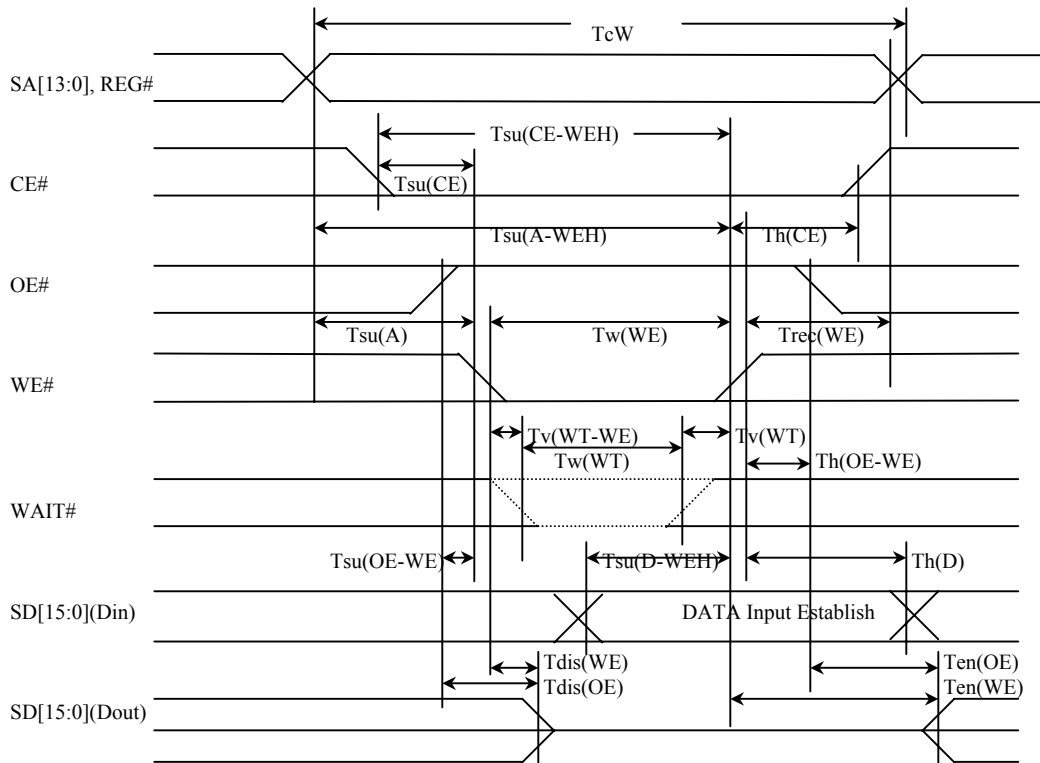 TcW
SA[13:0], REG#
Tsu(CE-WEH)
CE#
Tsu(CE)
Tsu(A-WEH)
Th(CE)
OE#
Tsu(A)
Tw(WE)
Trec(WE)
WE#
Tv(WT-WE)
Tv(WT)
Tw(WT)
Th(OE-WE)
WAIT#
Tsu(OE-WE)
Tsu(D-WEH)
Th(D)
SD[15:0](Din)
DATA Input Establish
Tdis(WE)
Ten(OE)
Tdis(OE)
Ten(WE)
SD[15:0](Dout)